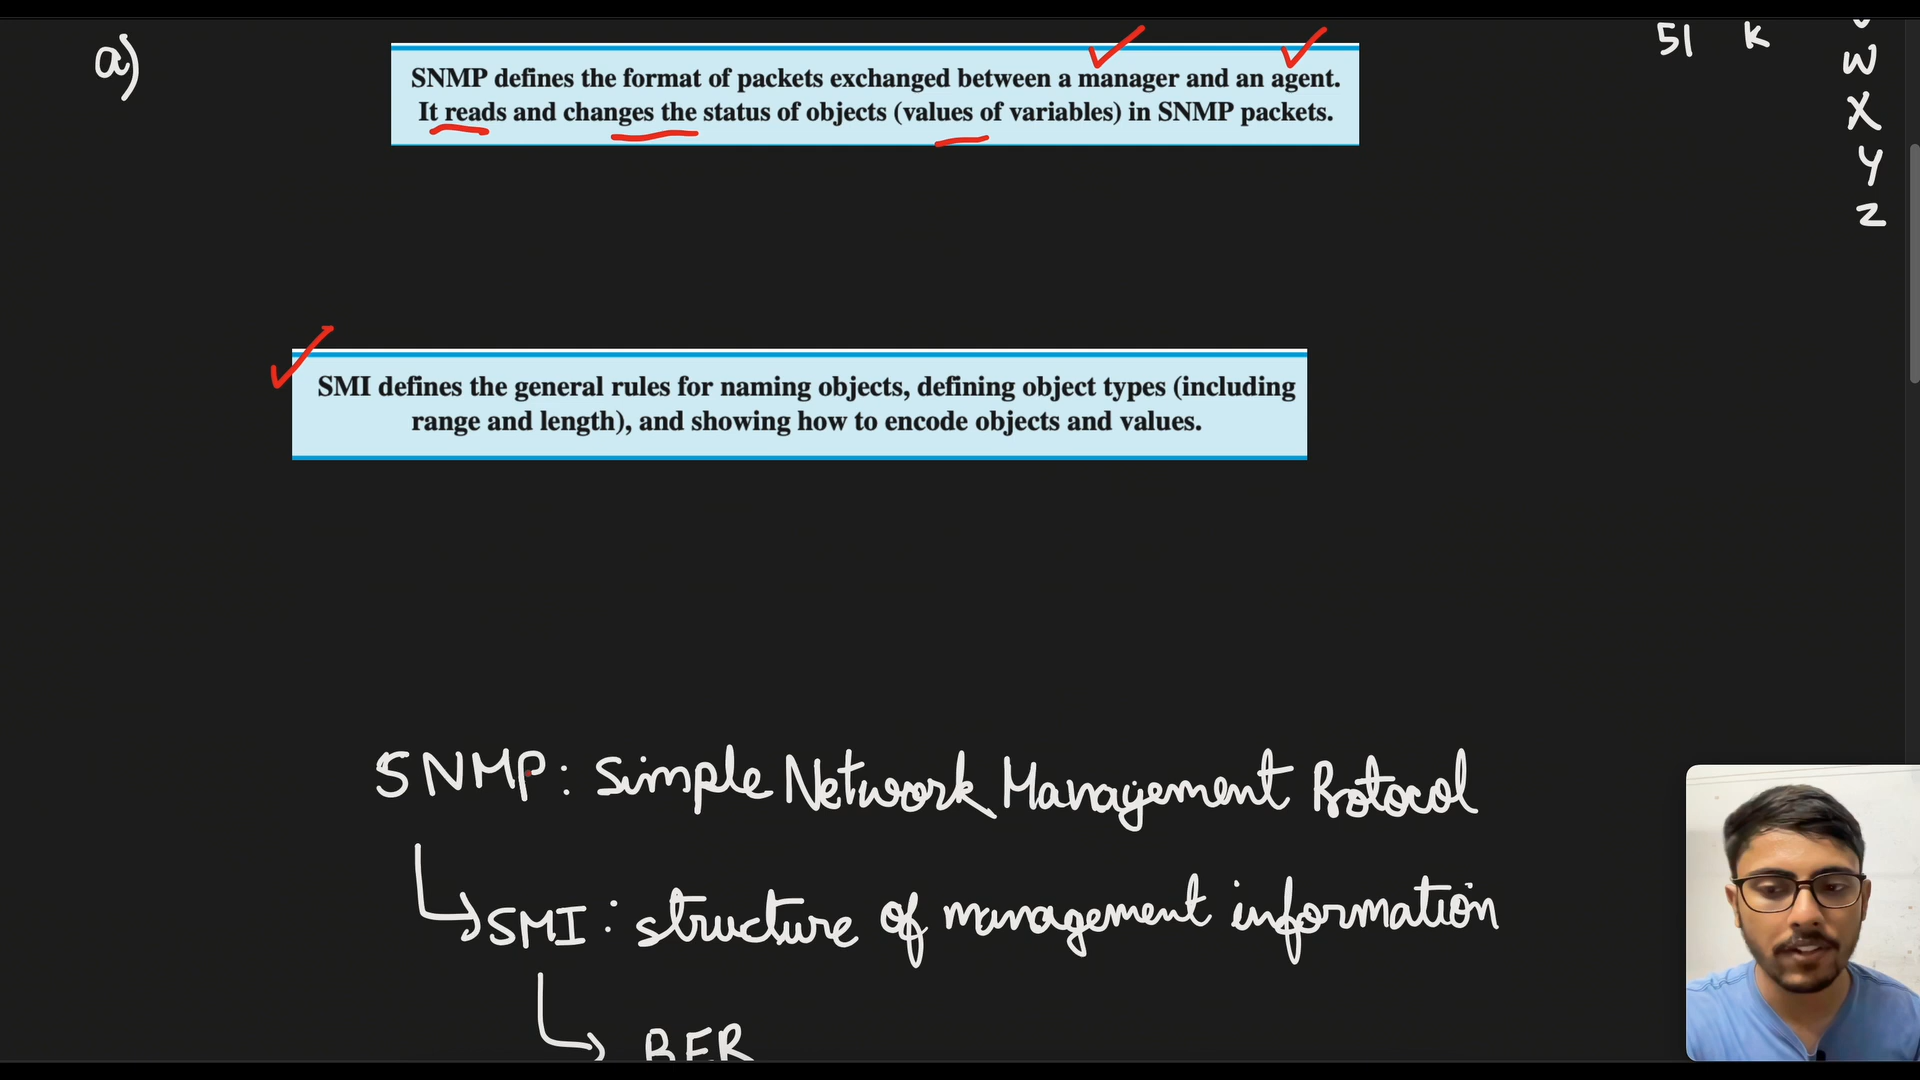 a)
SNMP defines the format of packets exchanged between a manager and an agent.
It reads and changes the status of objects (values of variables) in SNMP packets.
51 k
W
X
Y
Z
SMI defines the general rules for naming objects, defining object types (including
range and length), and showing how to encode objects and values.
SNMP: Simple Network Management Protocol
SMI: structure of management information
BER